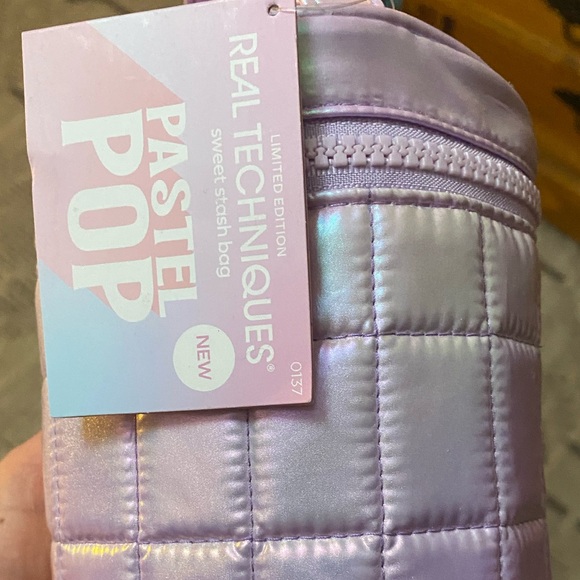 LIMITED EDITION
REAL TECHNIQUES®
sweet stash bag
PASTEL
POP
NEW
0137